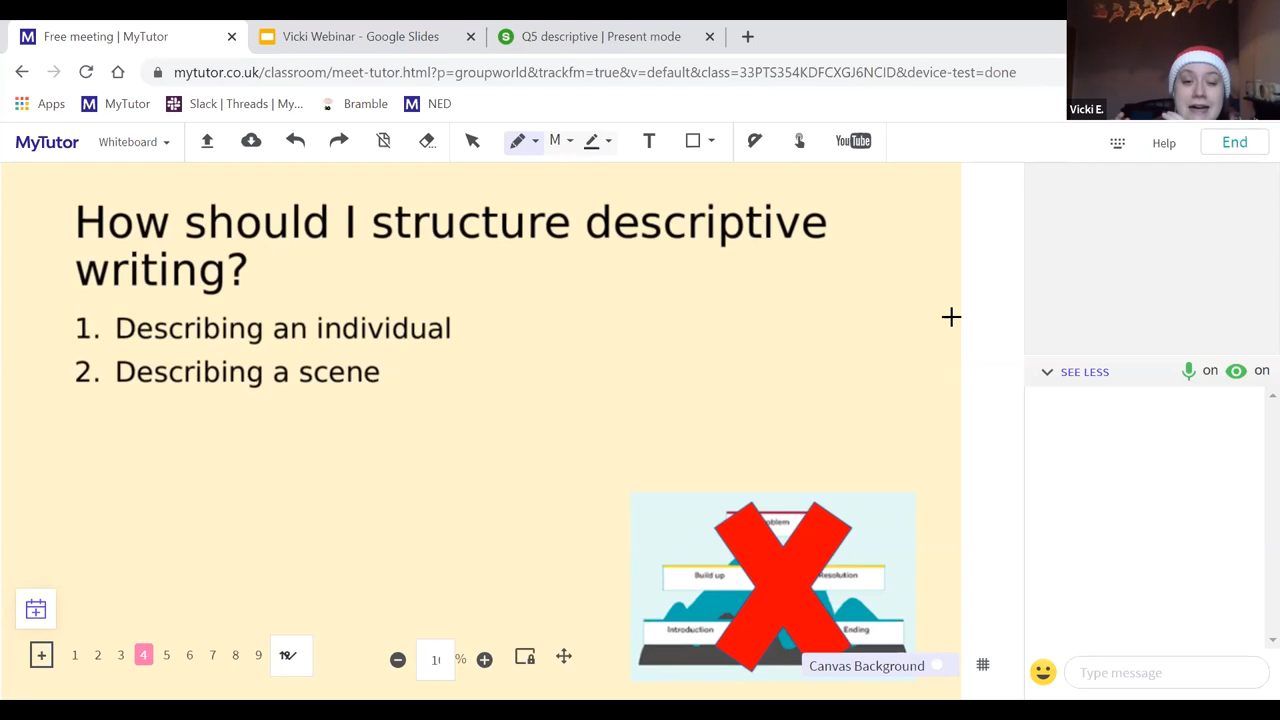 Free meeting | MyTutor
Vicki Webinar - Google Slides
Q5 descriptive | Present mode
mytutor.co.uk/classroom/meet-tutor.html?p=groupworld&trackfm=true&v=default&class=33PTS354KDFCXGJ6NCID&device-test=done
Apps
MyTutor
Slack | Threads | My...
Bramble
NED
Vicki E.
MyTutor
Whiteboard
M
T
YouTube
Help
End
How should I structure descriptive
writing?
1. Describing an individual
2. Describing a scene
SEE LESS
on
on
Build up
Resolution
Introduction
Ending
1 2 3 4 5 6 7 8 9
%
Canvas Background
Type message